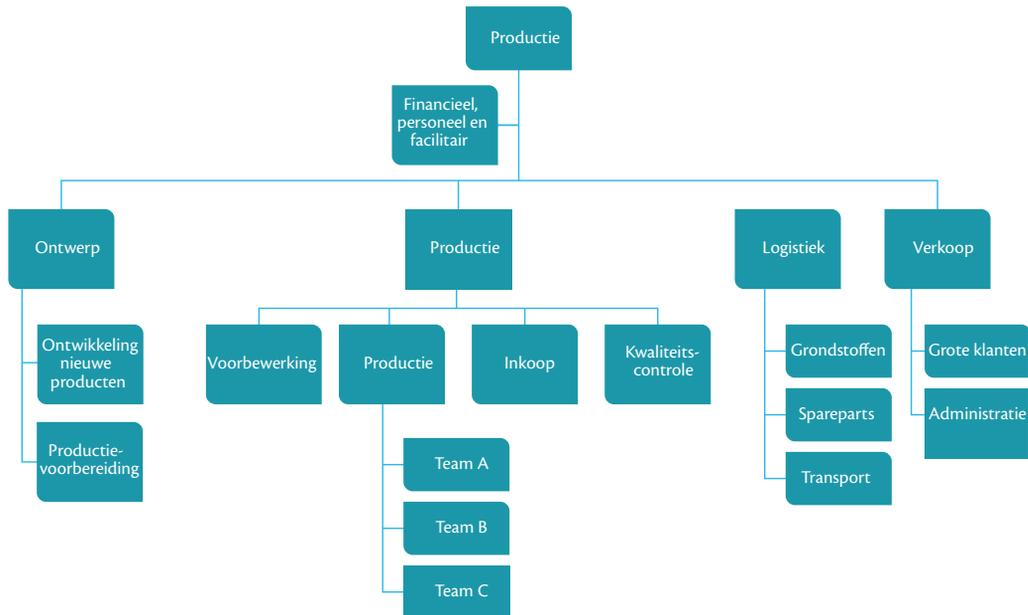 Productie
Financieel,
personeel en
facilitair
Ontwerp
Productie
Logistiek
Verkoop
Ontwikkeling
nieuwe
producten
Productie-
voorbereiding
Voorbewerking
Productie
Inkoop
Kwaliteits-
controle
Team A
Team B
Team C
Grondstoffen
Spareparts
Transport
Grote klanten
Administratie